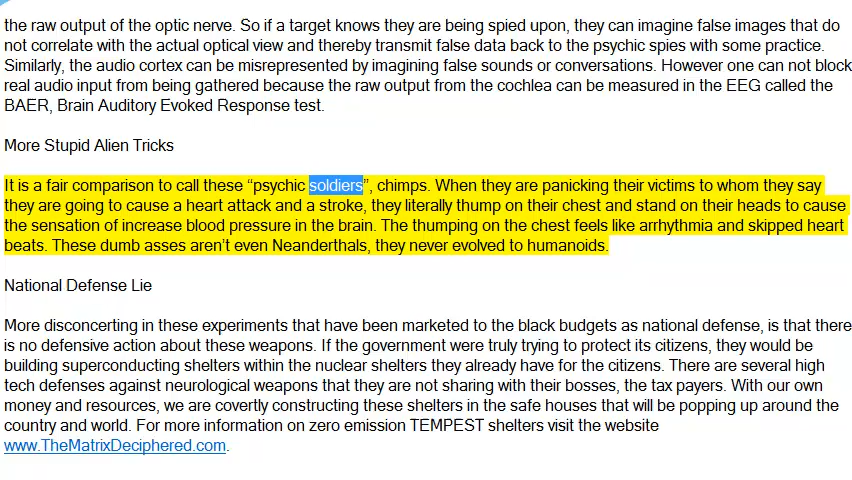 the raw output of the optic nerve. So if a target knows they are being spied upon, they can imagine false images that do
not correlate with the actual optical view and thereby transmit false data back to the psychic spies with some practice.
Similarly, the audio cortex can be misrepresented by imagining false sounds or conversations. However one can not block
real audio input from being gathered because the raw output from the cochlea can be measured in the EEG called the
BAER, Brain Auditory Evoked Response test.
More Stupid Alien Tricks
It is a fair comparison to call these “psychic soldiers”, chimps. When they are panicking their victims to whom they say
they are going to cause a heart attack and a stroke, they literally thump on their chest and stand on their heads to cause
the sensation of increase blood pressure in the brain. The thumping on the chest feels like arrhythmia and skipped heart
beats. These dumb asses aren’t even Neanderthals, they never evolved to humanoids.
National Defense Lie
More disconcerting in these experiments that have been marketed to the black budgets as national defense, is that there
is no defensive action about these weapons. If the government were truly trying to protect its citizens, they would be
building superconducting shelters within the nuclear shelters they already have for the citizens. There are several high
tech defenses against neurological weapons that they are not sharing with their bosses, the tax payers. With our own
money and resources, we are covertly constructing these shelters in the safe houses that will be popping up around the
country and world. For more information on zero emission TEMPEST shelters visit the website
www.TheMatrixDeciphered.com.